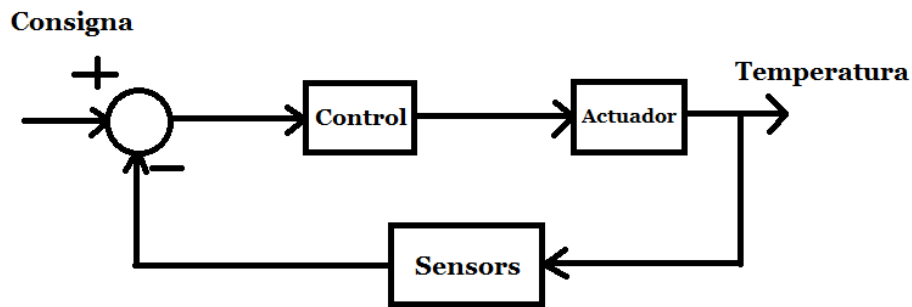 Consigna
+
Temperatura
Control
Actuador
−
Sensors